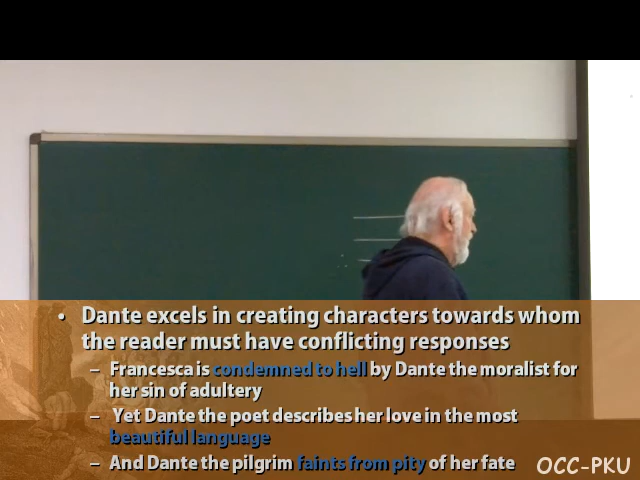 • Dante excels in creating characters towards whom
the reader must have conflicting responses
– Francesca is condemned to hell by Dante the moralist for
her sin of adultery
– Yet Dante the poet describes her love in the most
beautiful language
– And Dante the pilgrim faints from pity of her fate
OCC-PKU